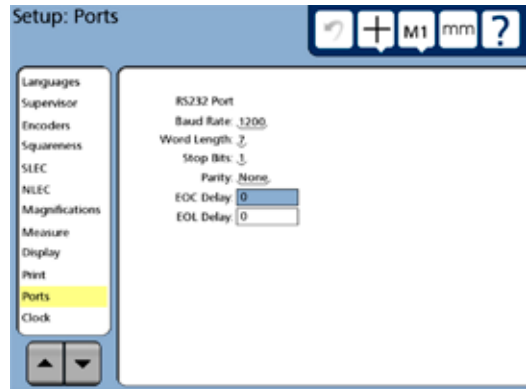 Setup: Ports
M1 mm ?
Languages
Supervisor
Encoders
Squareness
SLEC
NLEC
Magnifications
Measure
Display
Print
Ports
Clock
RS232 Port
Baud Rate: 1200
Word Length: 7
Stop Bits: 1
Parity: None
EOC Delay: 0
EOL Delay: 0